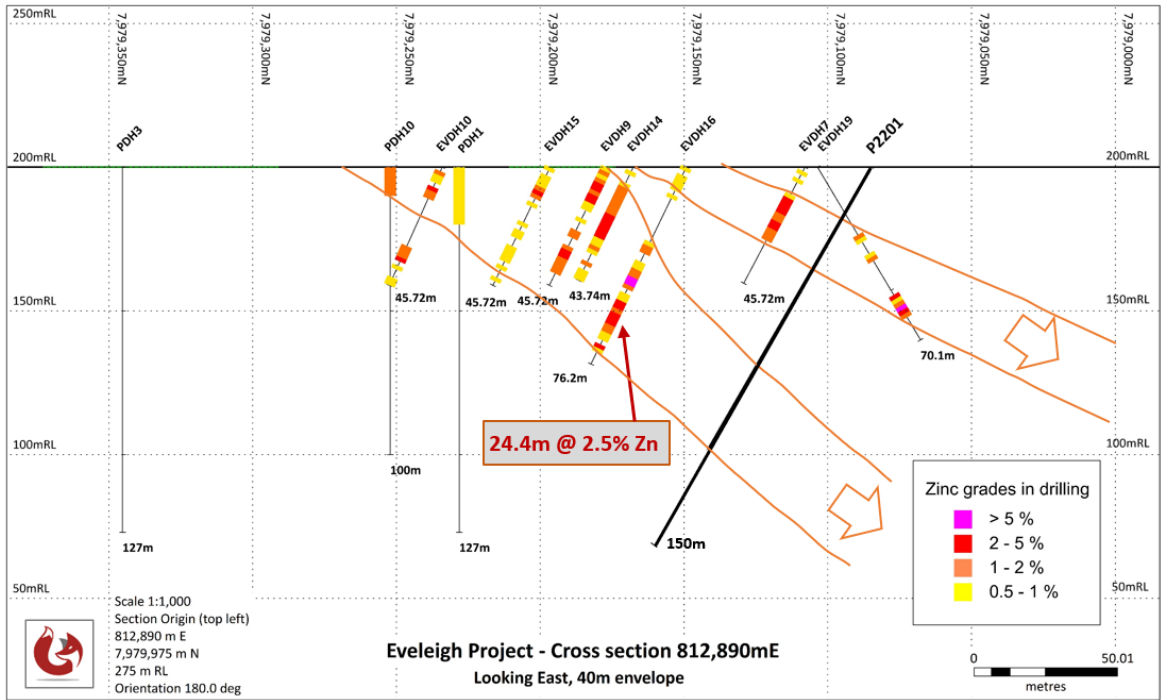 250mRL
7,979,350mN
7,979,300mN
7,979,250mN
7,979,200mN
7,979,150mN
7,979,100mN
7,979,050mN
7,979,000mN
250mRL
PDH3
PDH10
EVDH10
PDH1
EVDH15
EVDH9
EVDH14
EVDH16
EVDH7
EVDH19
P2201
200mRL
200mRL
45.72m
45.72m
45.72m
43.74m
45.72m
150mRL
150mRL
70.1m
76.2m
24.4m @ 2.5% Zn
100mRL
100mRL
100m
127m
127m
150m
Zinc grades in drilling
> 5 %
2 - 5 %
1 - 2 %
0.5 - 1 %
50mRL
50mRL
Scale 1:1,000
Section Origin (top left)
812,890 m E
7,979,975 m N
275 m RL
Orientation 180.0 deg
Eveleigh Project - Cross section 812,890mE
Looking East, 40m envelope
0
50.01
metres